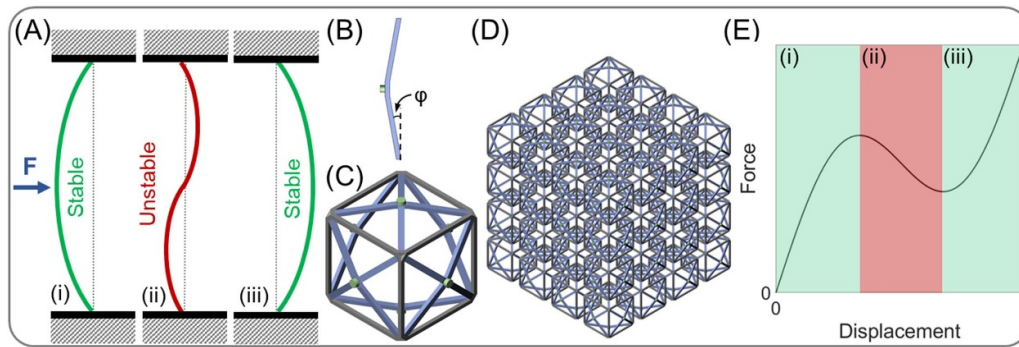 (A)
F
Stable
Unstable
Stable
(i)
(ii)
(iii)
(B)
φ
(C)
(D)
(E)
(i)
(ii)
(iii)
Force
0
0
Displacement